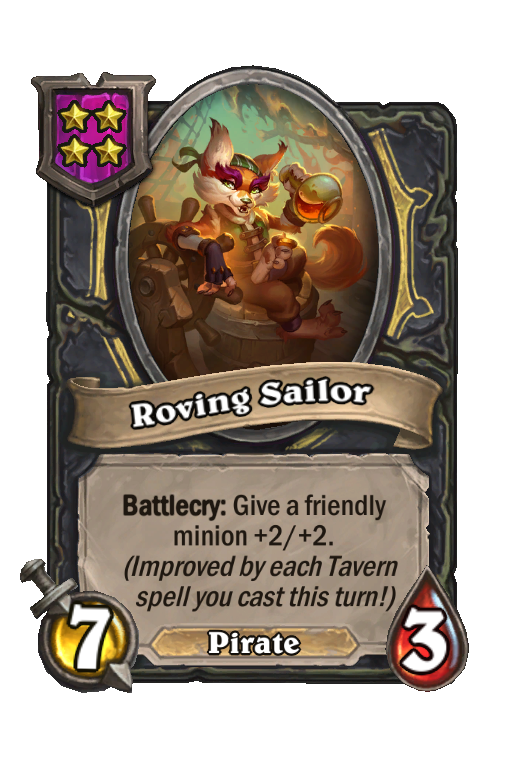 Roving Sailor
Battlecry: Give a friendly
minion +2/+2.
(Improved by each Tavern
spell you cast this turn!)
7
Pirate
3